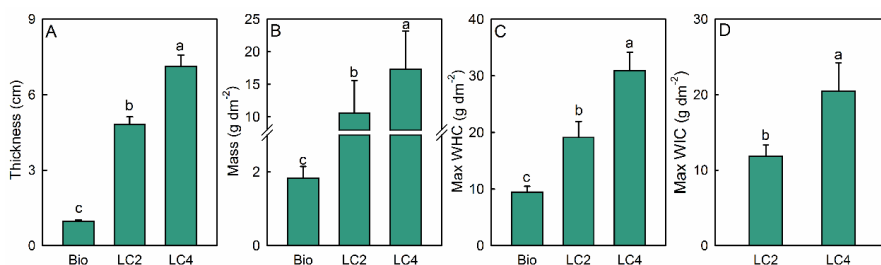 A
Thickness (cm)
9
6
3
0
c
b
a
Bio LC2 LC4
B
Mass (g dm-2)
25
20
15
10
2
0
c
b
a
Bio LC2 LC4
C
Max WHC (g dm-2)
40
30
20
10
0
c
b
a
Bio LC2 LC4
D
Max WIC (g dm-2)
30
20
10
0
b
a
LC2 LC4